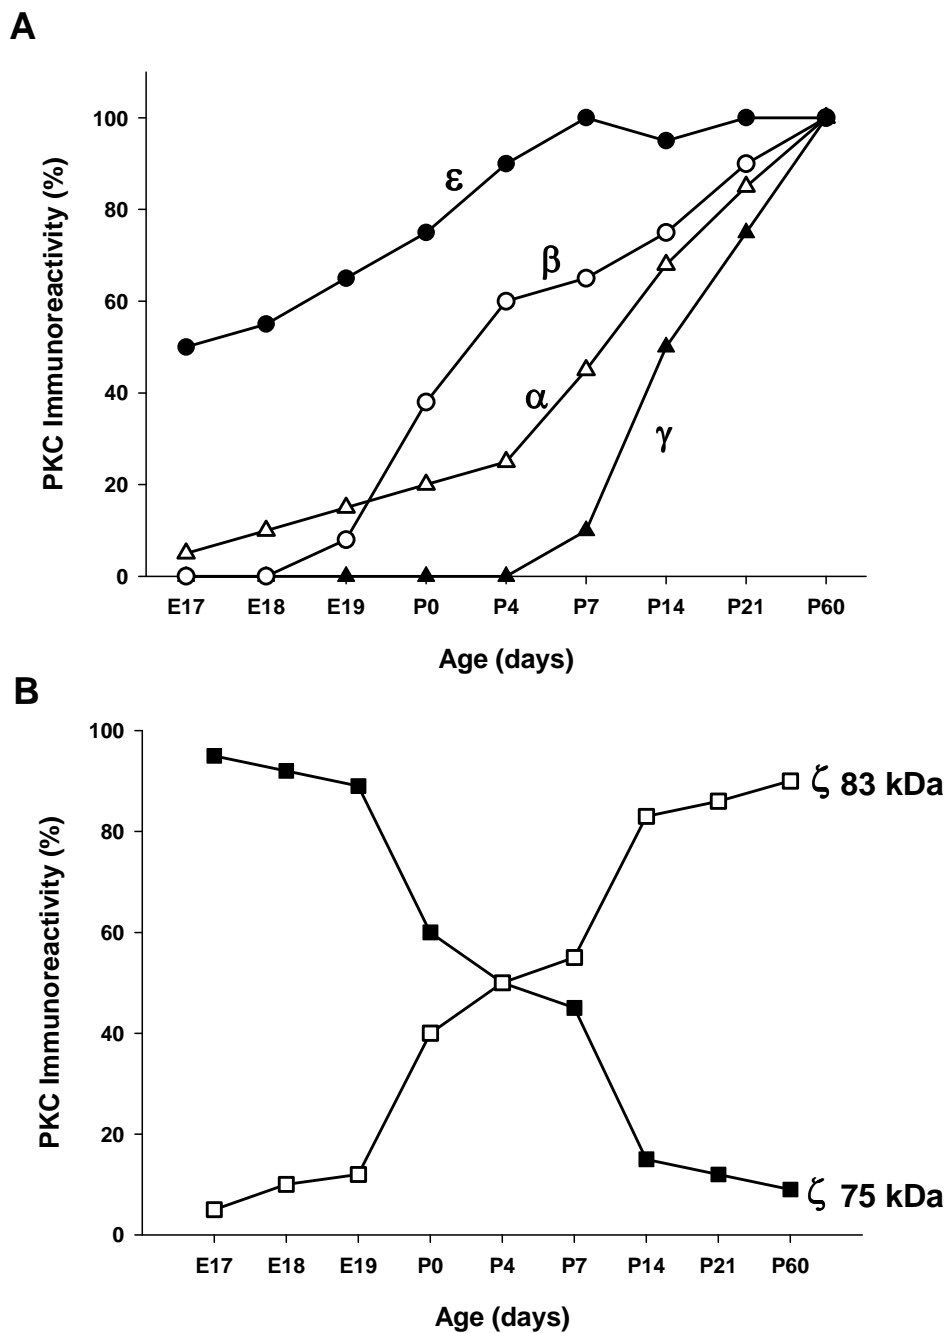 A
PKC Immunoreactivity (%)
100
80
60
40
20
0
ε
β
α
γ
E17 E18 E19 P0 P4 P7 P14 P21 P60
Age (days)
B
PKC Immunoreactivity (%)
100
80
60
40
20
0
ζ 83 kDa
ζ 75 kDa
E17 E18 E19 P0 P4 P7 P14 P21 P60
Age (days)